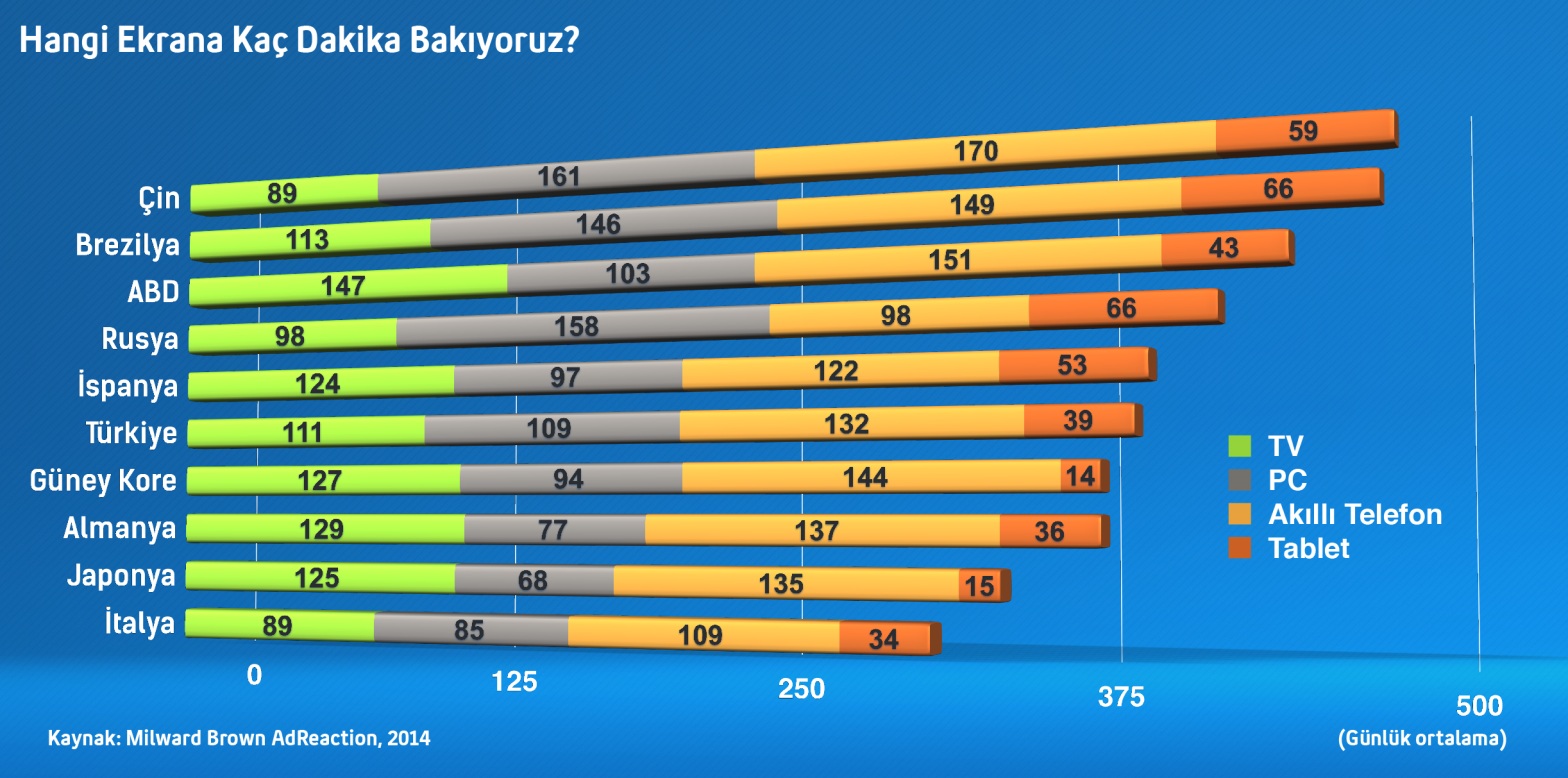 Hangi Ekrana Kaç Dakika Bakıyoruz?
Çin 89 161 170 59
Brezilya 113 146 149 66
ABD 147 103 151 43
Rusya 98 158 98 66
İspanya 124 97 122 53
Türkiye 111 109 132 39
Güney Kore 127 94 144 14
Almanya 129 77 137 36
Japonya 125 68 135 15
İtalya 89 85 109 34
TV
PC
Akıllı Telefon
Tablet
0 125 250 375 500
Kaynak: Milward Brown AdReaction, 2014 (Günlük ortalama)